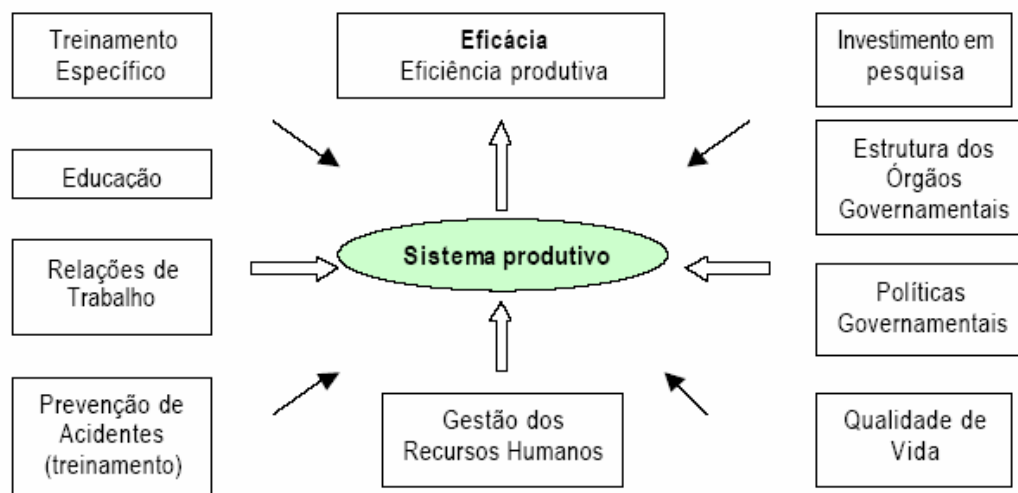 Treinamento
Específico
Eficácia
Eficiência produtiva
Investimento em
pesquisa
Educação
Estrutura dos
Órgãos
Governamentais
Relações de
Trabalho
Sistema produtivo
Políticas
Governamentais
Prevenção de
Acidentes
(treinamento)
Gestão dos
Recursos Humanos
Qualidade de
Vida